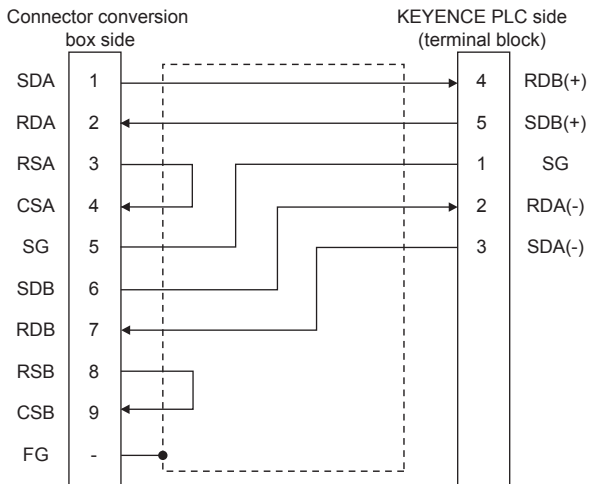 Connector conversion box side
KEYENCE PLC side (terminal block)
SDA 1 4 RDB(+)
RDA 2 5 SDB(+)
RSA 3 1 SG
CSA 4 2 RDA(-)
SG 5 3 SDA(-)
SDB 6
RDB 7
RSB 8
CSB 9
FG -